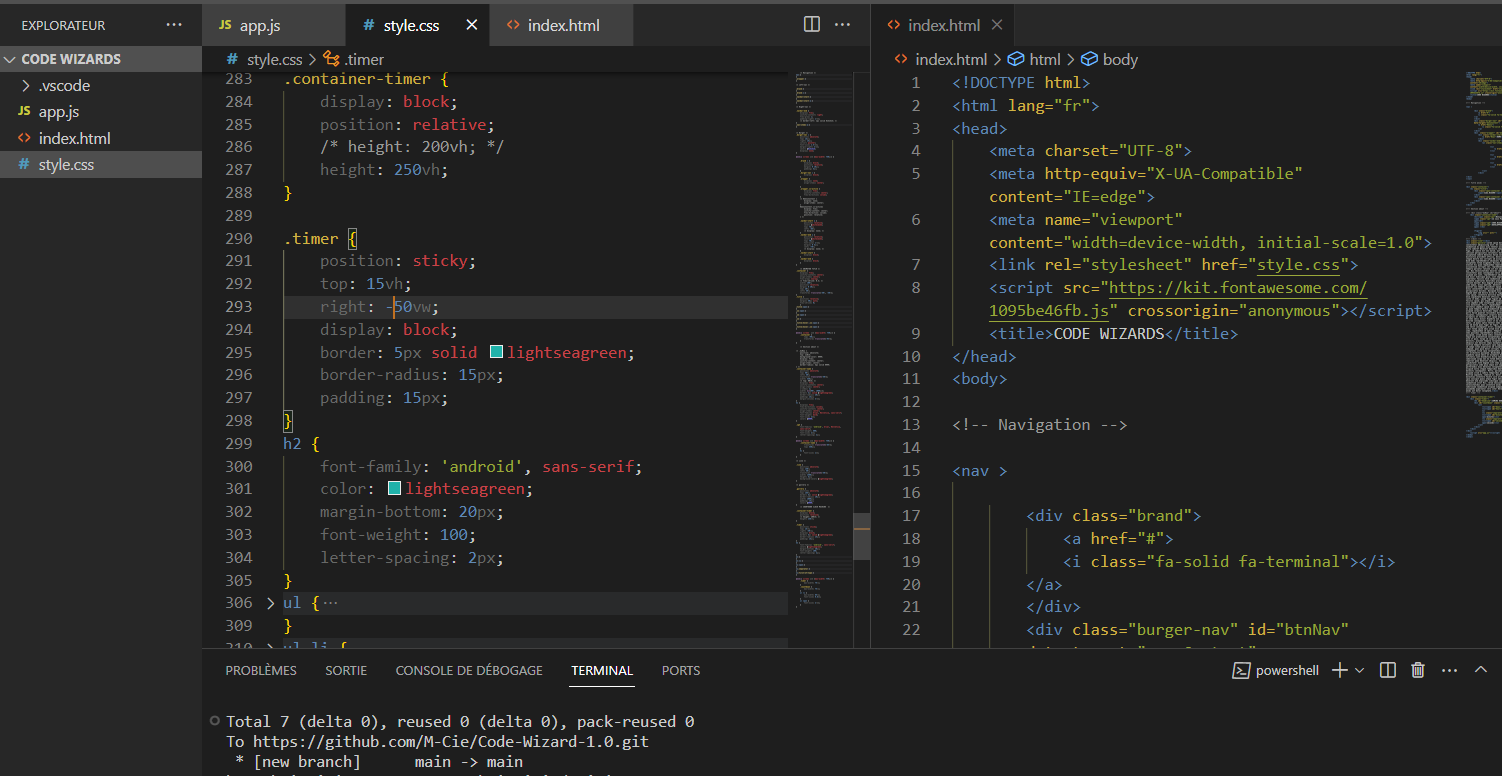 EXPLORATEUR
CODE WIZARDS
.vscode
JS app.js
<> index.html
# style.css
JS app.js
# style.css
<> index.html
# style.css > .timer
283 .container-timer {
284 display: block;
285 position: relative;
286 /* height: 200vh; */
287 height: 250vh;
288 }
289
290 .timer {
291 position: sticky;
292 top: 15vh;
293 right: -50vw;
294 display: block;
295 border: 5px solid lightseagreen;
296 border-radius: 15px;
297 padding: 15px;
298 }
299 h2 {
300 font-family: 'android', sans-serif;
301 color: lightseagreen;
302 margin-bottom: 20px;
303 font-weight: 100;
304 letter-spacing: 2px;
305 }
306 ul {...
309 }
310 ul li {
<> index.html
<> index.html > html > body
1 <!DOCTYPE html>
2 <html lang="fr">
3 <head>
4 <meta charset="UTF-8">
5 <meta http-equiv="X-UA-Compatible"
content="IE=edge">
6 <meta name="viewport"
content="width=device-width, initial-scale=1.0">
7 <link rel="stylesheet" href="style.css">
8 <script src="https://kit.fontawesome.com/
1095be46fb.js" crossorigin="anonymous"></script>
9 <title>CODE WIZARDS</title>
10 </head>
11 <body>
12
13 <!-- Navigation -->
14
15 <nav >
16
17 <div class="brand">
18 <a href="#">
19 <i class="fa-solid fa-terminal"></i>
20 </a>
21 </div>
22 <div class="burger-nav" id="btnNav"
PROBLÈMES SORTIE CONSOLE DE DÉBOGAGE TERMINAL PORTS
powershell
Total 7 (delta 0), reused 0 (delta 0), pack-reused 0
To https://github.com/M-Cie/Code-Wizard-1.0.git
* [new branch] main -> main